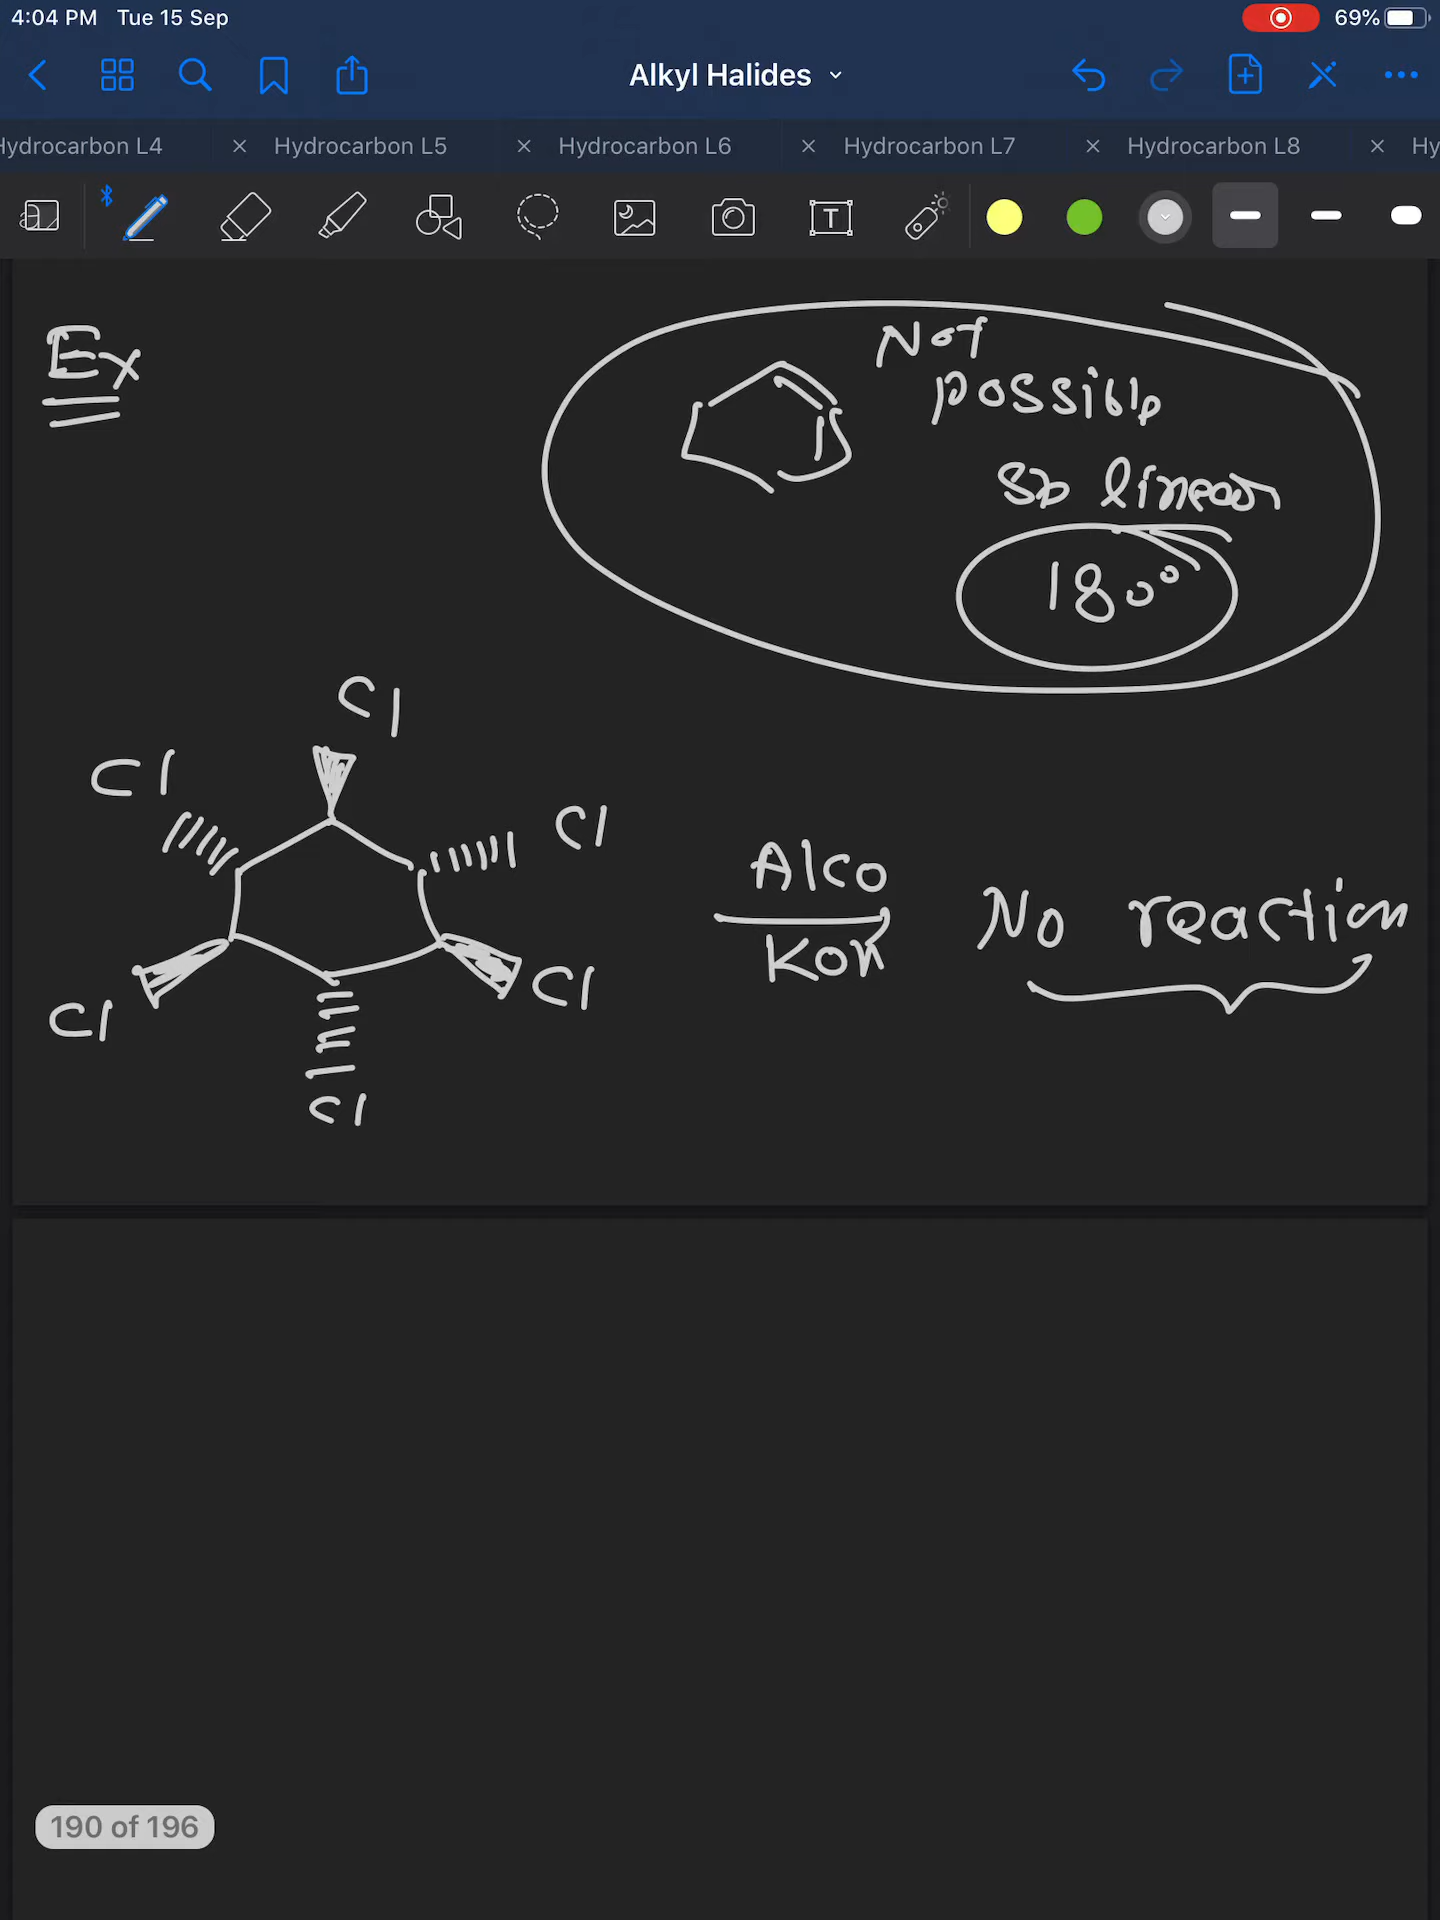 4:04 PM Tue 15 Sep
69%
Alkyl Halides
Hydrocarbon L4
Hydrocarbon L5
Hydrocarbon L6
Hydrocarbon L7
Hydrocarbon L8
Hy
a
T
Ex
Not
possible
linear
180°
Cl
Cl
Cl
Alco
KOH
No reaction
Cl
Cl
Cl
190 of 196